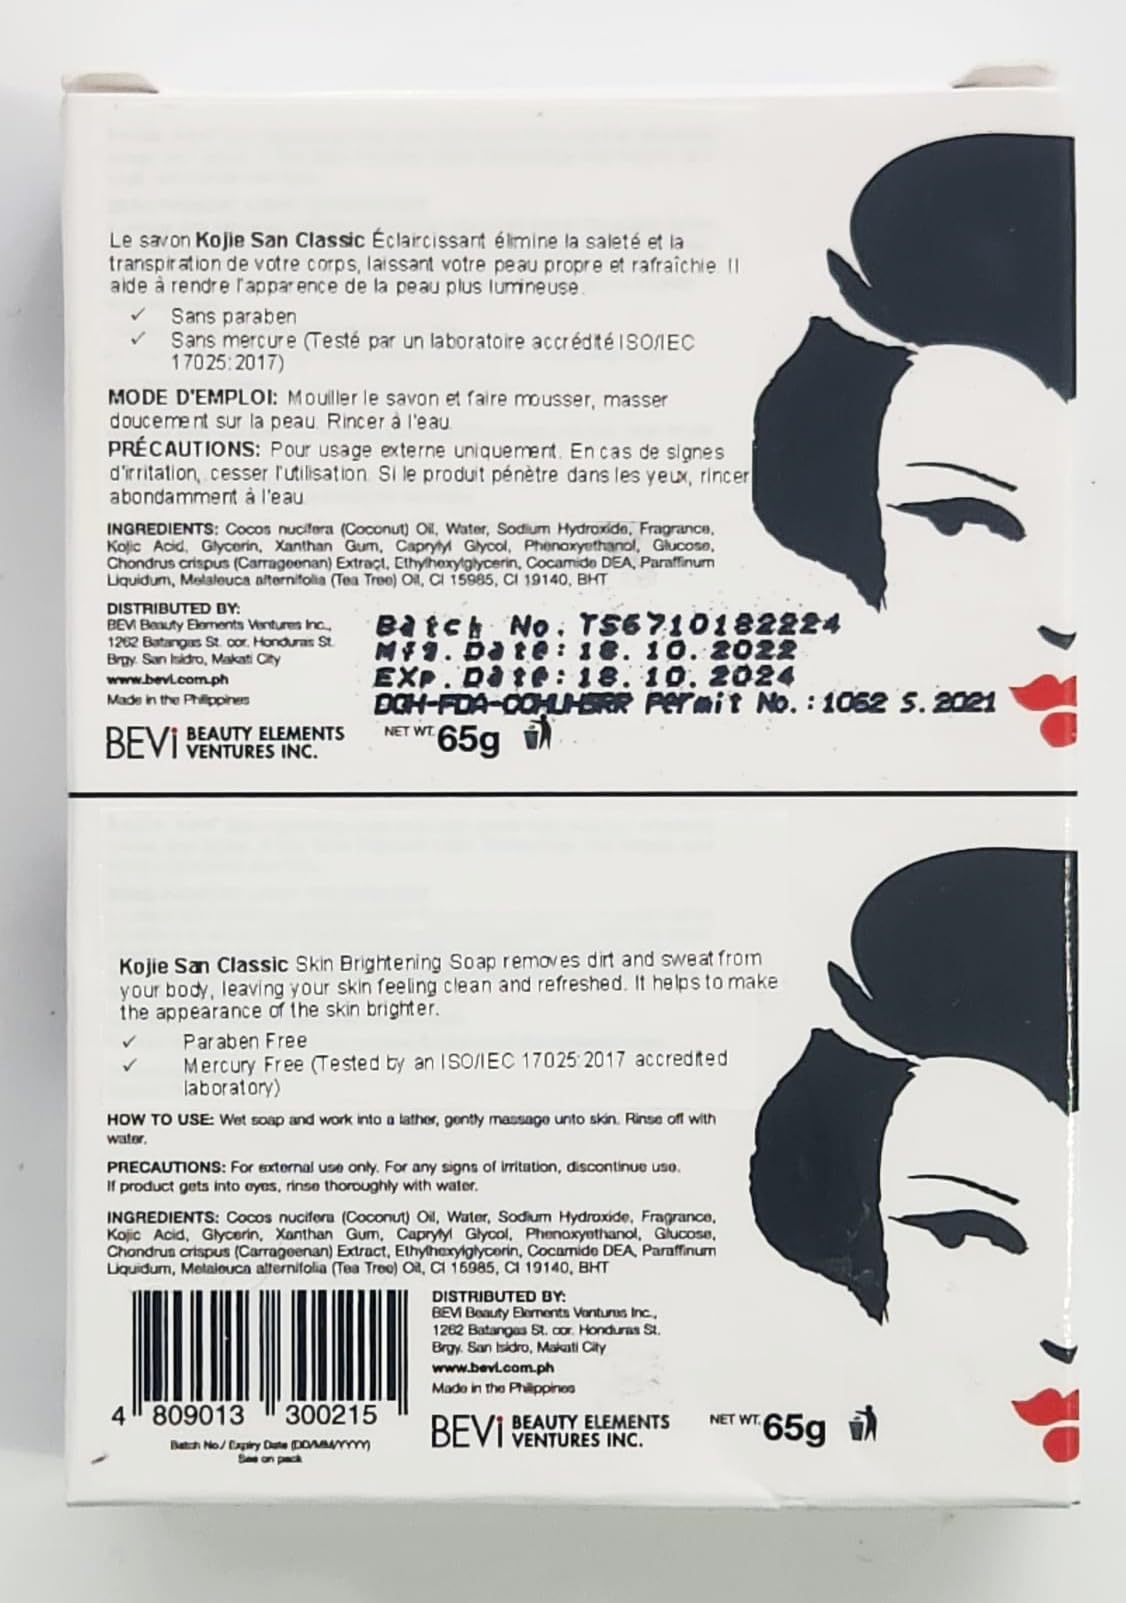 Le savon Kojie San Classic Éclaircissant élimine la saleté et la
transpiration de votre corps, laissant votre peau propre et rafraîchie. Il
aide à rendre l'apparence de la peau plus lumineuse.
✓ Sans paraben
✓ Sans mercure (Testé par un laboratoire accrédité ISO/IEC
17025:2017)
MODE D'EMPLOI: Mouiller le savon et faire mousser, masser
doucement sur la peau. Rincer à l'eau.
PRÉCAUTIONS: Pour usage externe uniquement. En cas de signes
d'irritation, cesser l'utilisation. Si le produit pénètre dans les yeux, rincer
abondamment à l'eau
INGREDIENTS: Cocos nucifera (Coconut) Oil, Water, Sodium Hydroxide, Fragrance,
Kojic Acid, Glycerin, Xanthan Gum, Caprylyl Glycol, Phenoxyethanol, Glucose,
Chondrus crispus (Carrageenan) Extract, Ethylhexylglycerin, Cocamide DEA, Paraffinum
Liquidum, Melaleuca alternifolia (Tea Tree) Oil, CI 15985, CI 19140, BHT
DISTRIBUTED BY:
BEVI Beauty Elements Ventures Inc.,
1262 Batangas St. cor. Honduras St.
Brgy. San Isidro, Makati City
www.bevi.com.ph
Made in the Philippines
Batch No. TS6710182224
Mfg. Date: 18. 10. 2022
EXP. Date: 18. 10. 2024
Permit No.: 1052 S. 2021
BEVi BEAUTY ELEMENTS
VENTURES INC.
NET WT. 65g
Kojie San Classic Skin Brightening Soap removes dirt and sweat from
your body, leaving your skin feeling clean and refreshed. It helps to make
the appearance of the skin brighter.
✓ Paraben Free
✓ Mercury Free (Tested by an ISO/IEC 17025:2017 accredited
laboratory)
HOW TO USE: Wet soap and work into a lather, gently massage unto skin. Rinse off with
water.
PRECAUTIONS: For external use only. For any signs of irritation, discontinue use.
If product gets into eyes, rinse thoroughly with water.
INGREDIENTS: Cocos nucifera (Coconut) Oil, Water, Sodium Hydroxide, Fragrance,
Kojic Acid, Glycerin, Xanthan Gum, Caprylyl Glycol, Phenoxyethanol, Glucose,
Chondrus crispus (Carrageenan) Extract, Ethylhexylglycerin, Cocamide DEA, Paraffinum
Liquidum, Melaleuca alternifolia (Tea Tree) Oil, CI 15985, CI 19140, BHT
4 809013 300215
Batch No./ Expiry Date (DD/MM/YYYY)
See on pack
DISTRIBUTED BY:
BEVI Beauty Elements Ventures Inc.,
1262 Batangas St. cor. Honduras St.
Brgy. San Isidro, Makati City
www.bevi.com.ph
Made in the Philippines
BEVi BEAUTY ELEMENTS
VENTURES INC.
NET WT. 65g